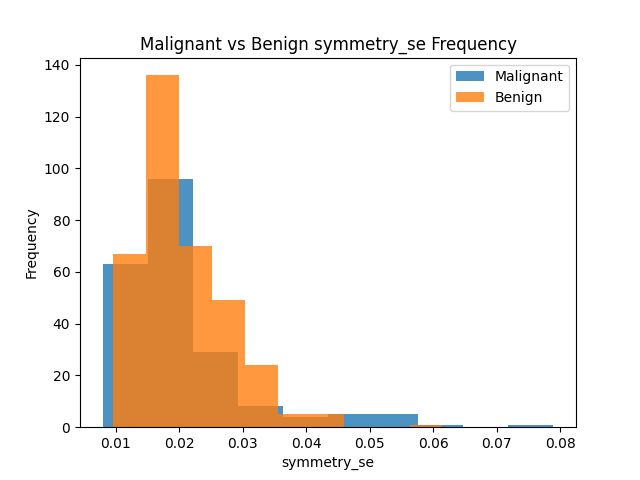 Malignant vs Benign symmetry_se Frequency
Malignant
Benign
Frequency
140
120
100
80
60
40
20
0
0.01 0.02 0.03 0.04 0.05 0.06 0.07 0.08
symmetry_se